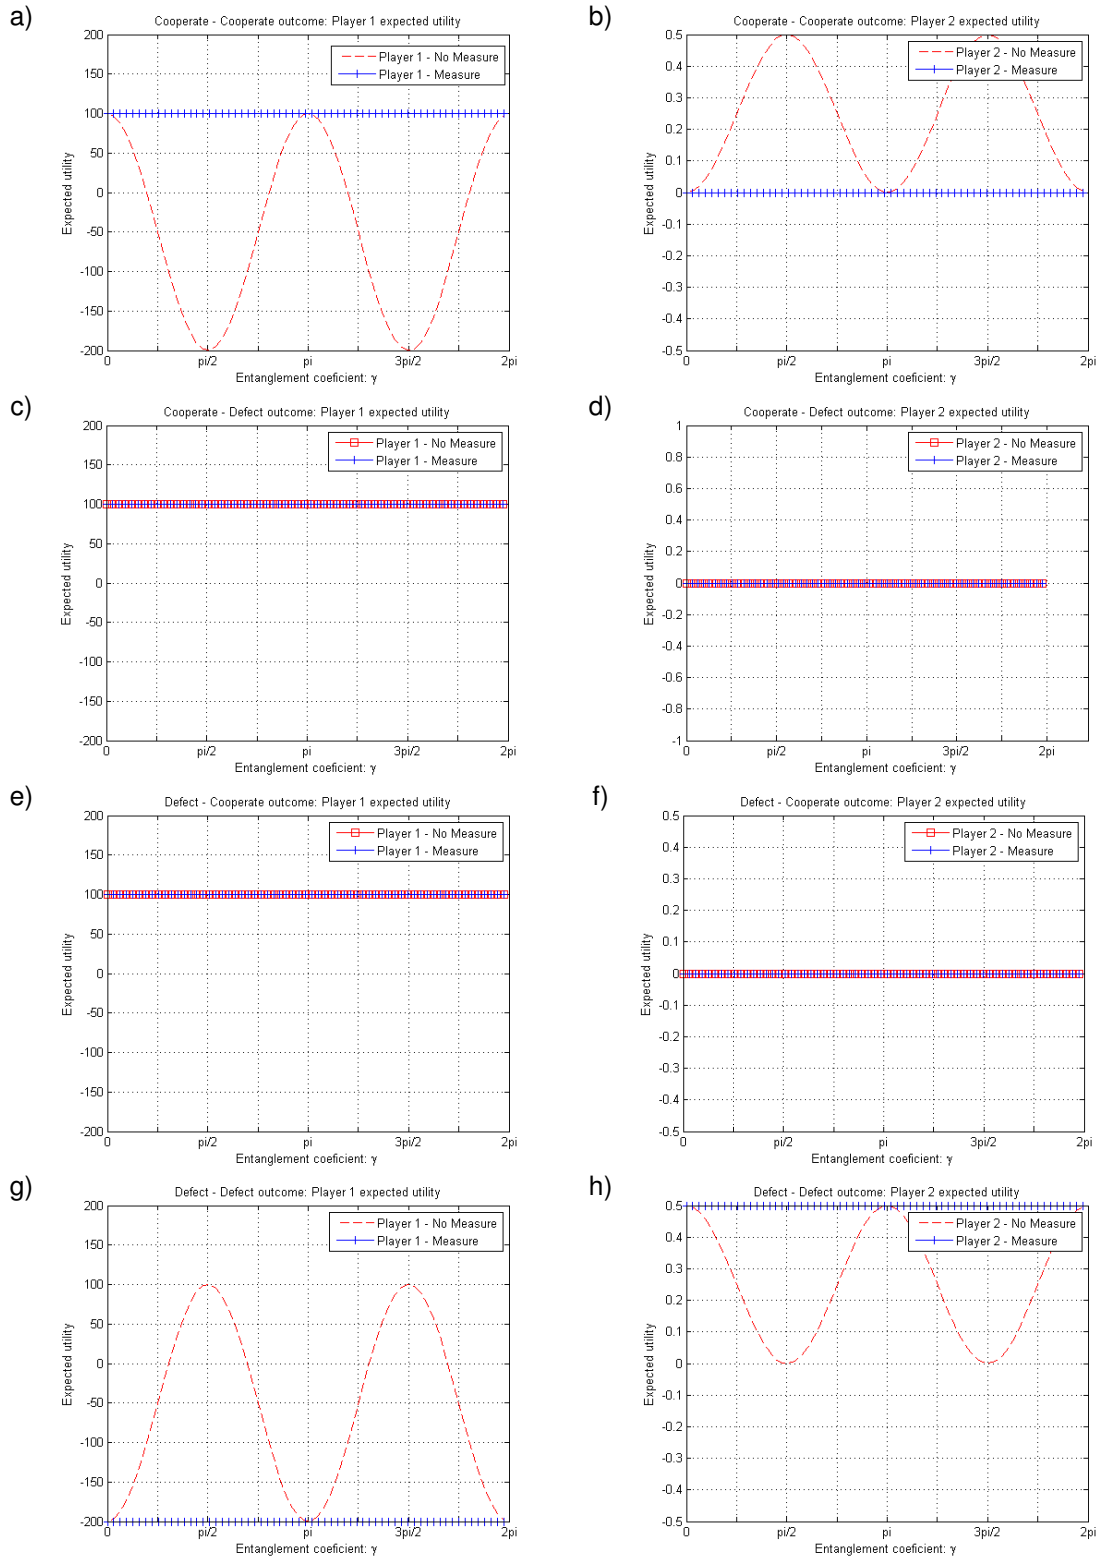 a)
Cooperate - Cooperate outcome: Player 1 expected utility
200
150
100
50
0
-50
-100
-150
-200
Expected utility
Player 1 - No Measure
Player 1 - Measure
0 pi/2 pi 3pi/2 2pi
Entanglement coeficient: γ
b)
Cooperate - Cooperate outcome: Player 2 expected utility
0.5
0.4
0.3
0.2
0.1
0
-0.1
-0.2
-0.3
-0.4
-0.5
Expected utility
Player 2 - No Measure
Player 2 - Measure
0 pi/2 pi 3pi/2 2pi
Entanglement coeficient: γ
c)
Cooperate - Defect outcome: Player 1 expected utility
200
150
100
50
0
-50
-100
-150
-200
Expected utility
Player 1 - No Measure
Player 1 - Measure
0 pi/2 pi 3pi/2 2pi
Entanglement coeficient: γ
d)
Cooperate - Defect outcome: Player 2 expected utility
1
0.8
0.6
0.4
0.2
0
-0.2
-0.4
-0.6
-0.8
-1
Expected utility
Player 2 - No Measure
Player 2 - Measure
0 pi/2 pi 3pi/2 2pi
Entanglement coeficient: γ
e)
Defect - Cooperate outcome: Player 1 expected utility
200
150
100
50
0
-50
-100
-150
-200
Expected utility
Player 1 - No Measure
Player 1 - Measure
0 pi/2 pi 3pi/2 2pi
Entanglement coeficient: γ
f)
Defect - Cooperate outcome: Player 2 expected utility
0.5
0.4
0.3
0.2
0.1
0
-0.1
-0.2
-0.3
-0.4
-0.5
Expected utility
Player 2 - No Measure
Player 2 - Measure
0 pi/2 pi 3pi/2 2pi
Entanglement coeficient: γ
g)
Defect - Defect outcome: Player 1 expected utility
200
150
100
50
0
-50
-100
-150
-200
Expected utility
Player 1 - No Measure
Player 1 - Measure
0 pi/2 pi 3pi/2 2pi
Entanglement coeficient: γ
h)
Defect - Defect outcome: Player 2 expected utility
0.5
0.4
0.3
0.2
0.1
0
-0.1
-0.2
-0.3
-0.4
-0.5
Expected utility
Player 2 - No Measure
Player 2 - Measure
0 pi/2 pi 3pi/2 2pi
Entanglement coeficient: γ